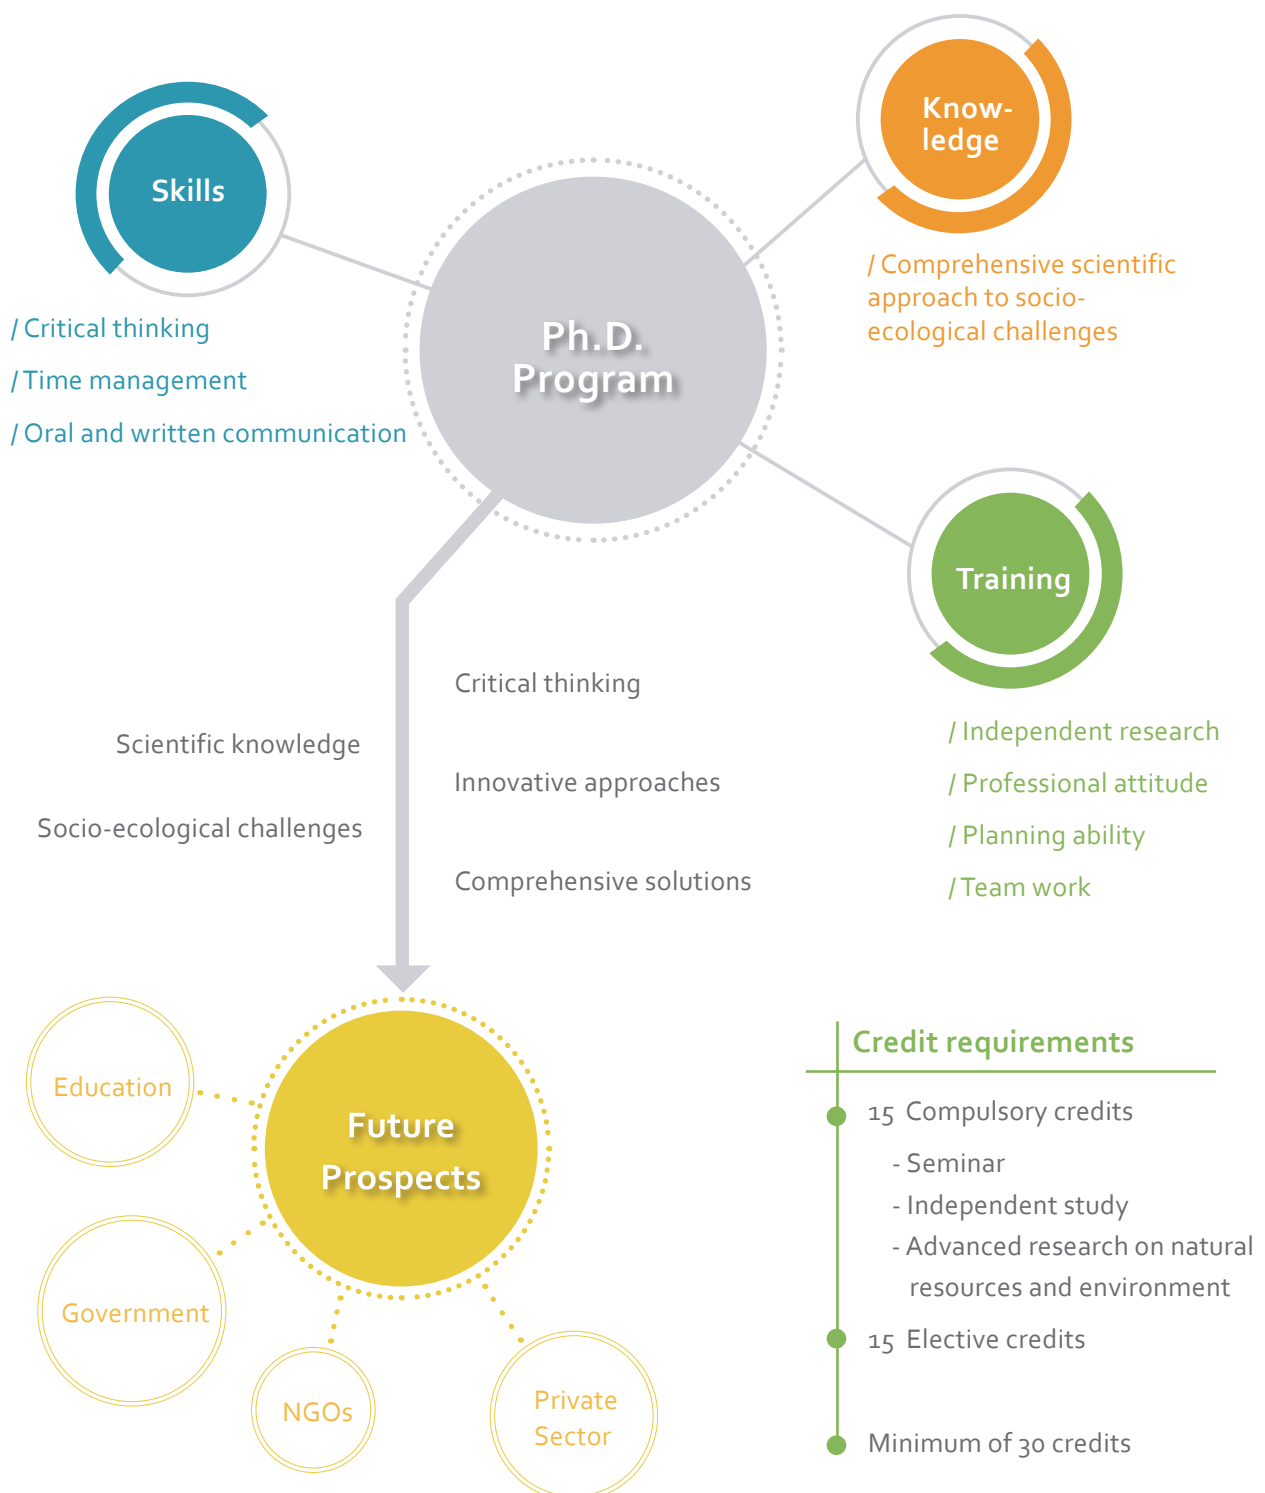 Know-
ledge
Skills
/ Comprehensive scientific
approach to socio-
ecological challenges
/ Critical thinking
/ Time management
/ Oral and written communication
Ph.D.
Program
Training
Critical thinking
Scientific knowledge
Innovative approaches
Socio-ecological challenges
Comprehensive solutions
/ Independent research
/ Professional attitude
/ Planning ability
/ Team work
Education
Government
NGOs
Private
Sector
Future
Prospects
Credit requirements
15 Compulsory credits
- Seminar
- Independent study
- Advanced research on natural
resources and environment
15 Elective credits
Minimum of 30 credits